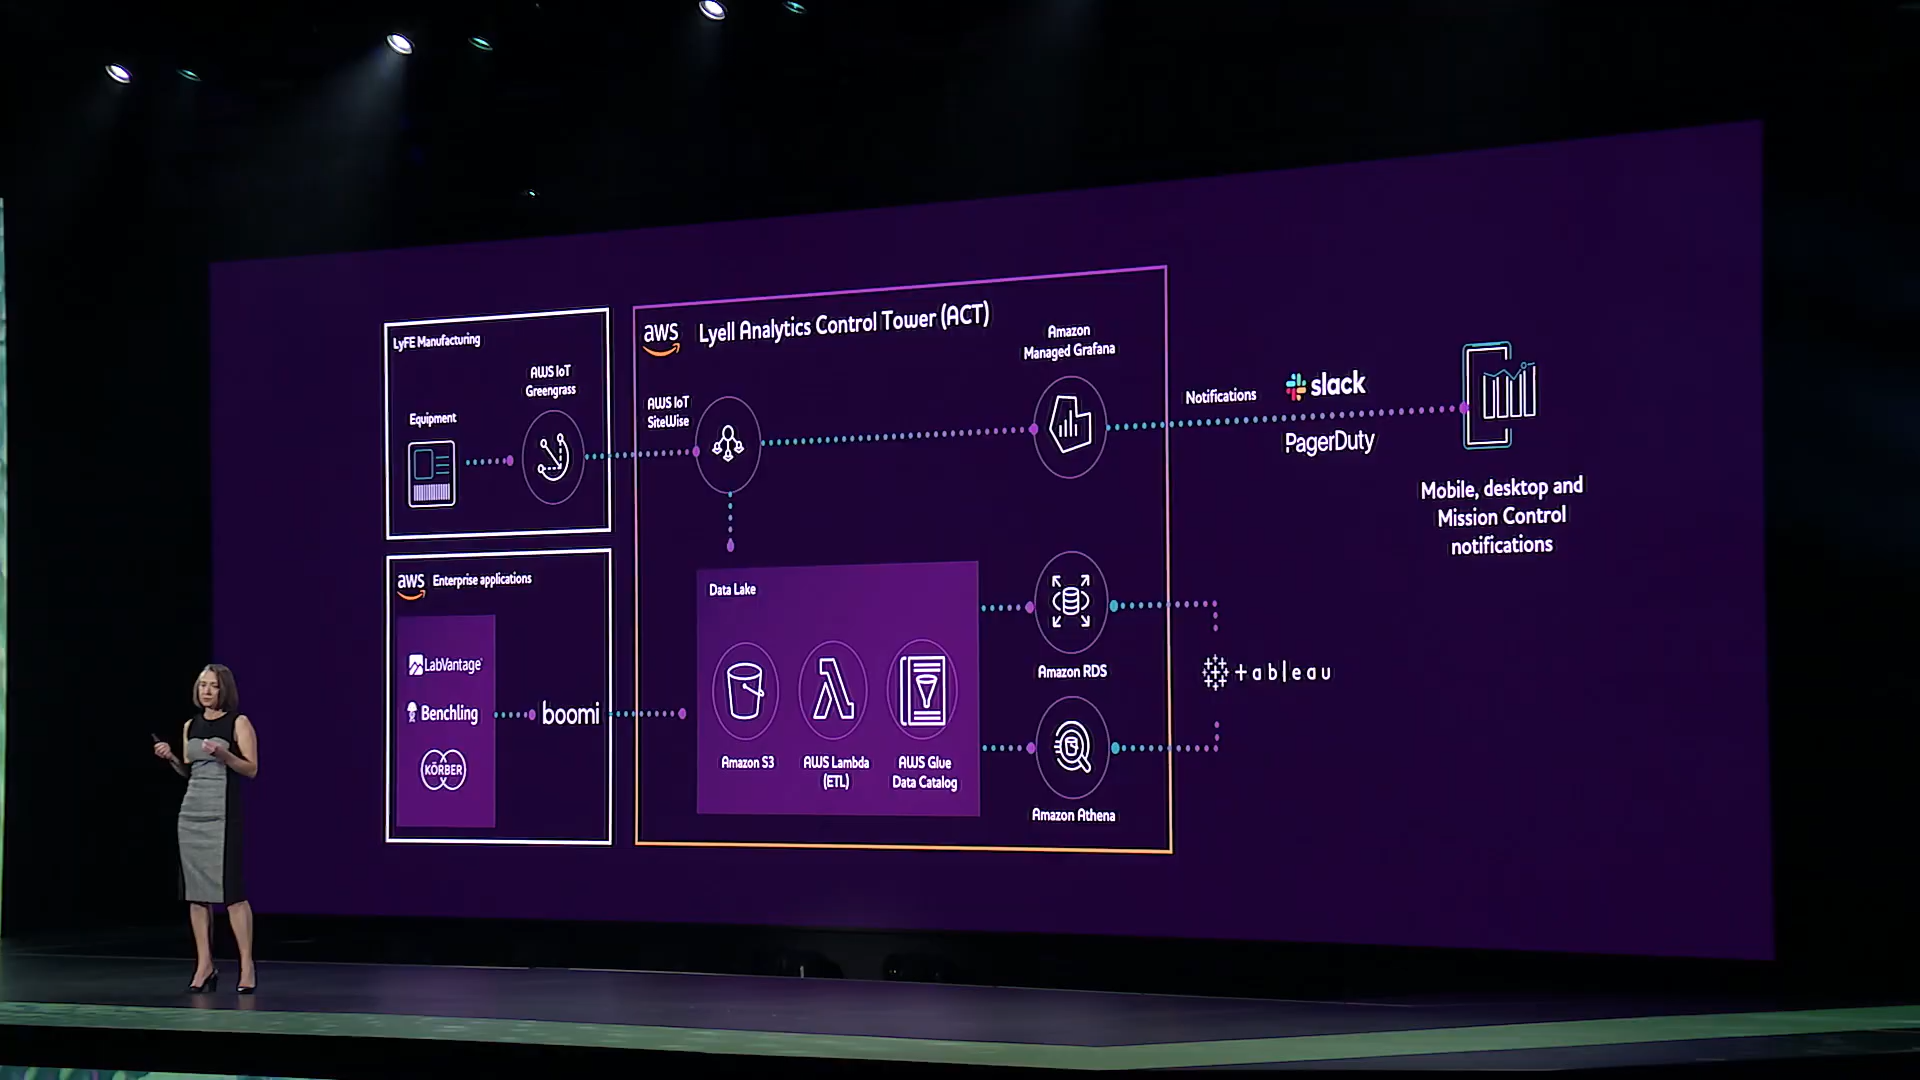 LyFE Manufacturing
Equipment
AWS IoT
Greengrass
aws Enterprise applications
LabVantage
Benchling
KÖRBER
boomi
aws Lyell Analytics Control Tower (ACT)
AWS IoT
SiteWise
Amazon
Managed Grafana
Data Lake
Amazon S3
AWS Lambda
(ETL)
AWS Glue
Data Catalog
Amazon RDS
Amazon Athena
Notifications
slack
PagerDuty
Mobile, desktop and
Mission Control
notifications
tableau